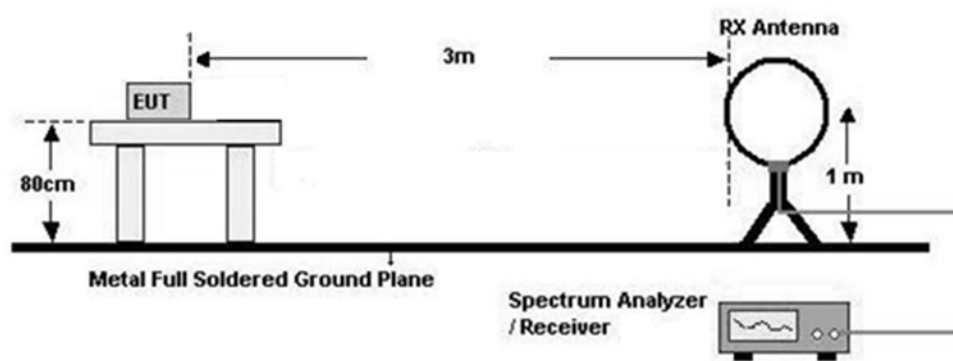 RX Antenna
3m
EUT
80cm
1 m
Metal Full Soldered Ground Plane
Spectrum Analyzer
/ Receiver